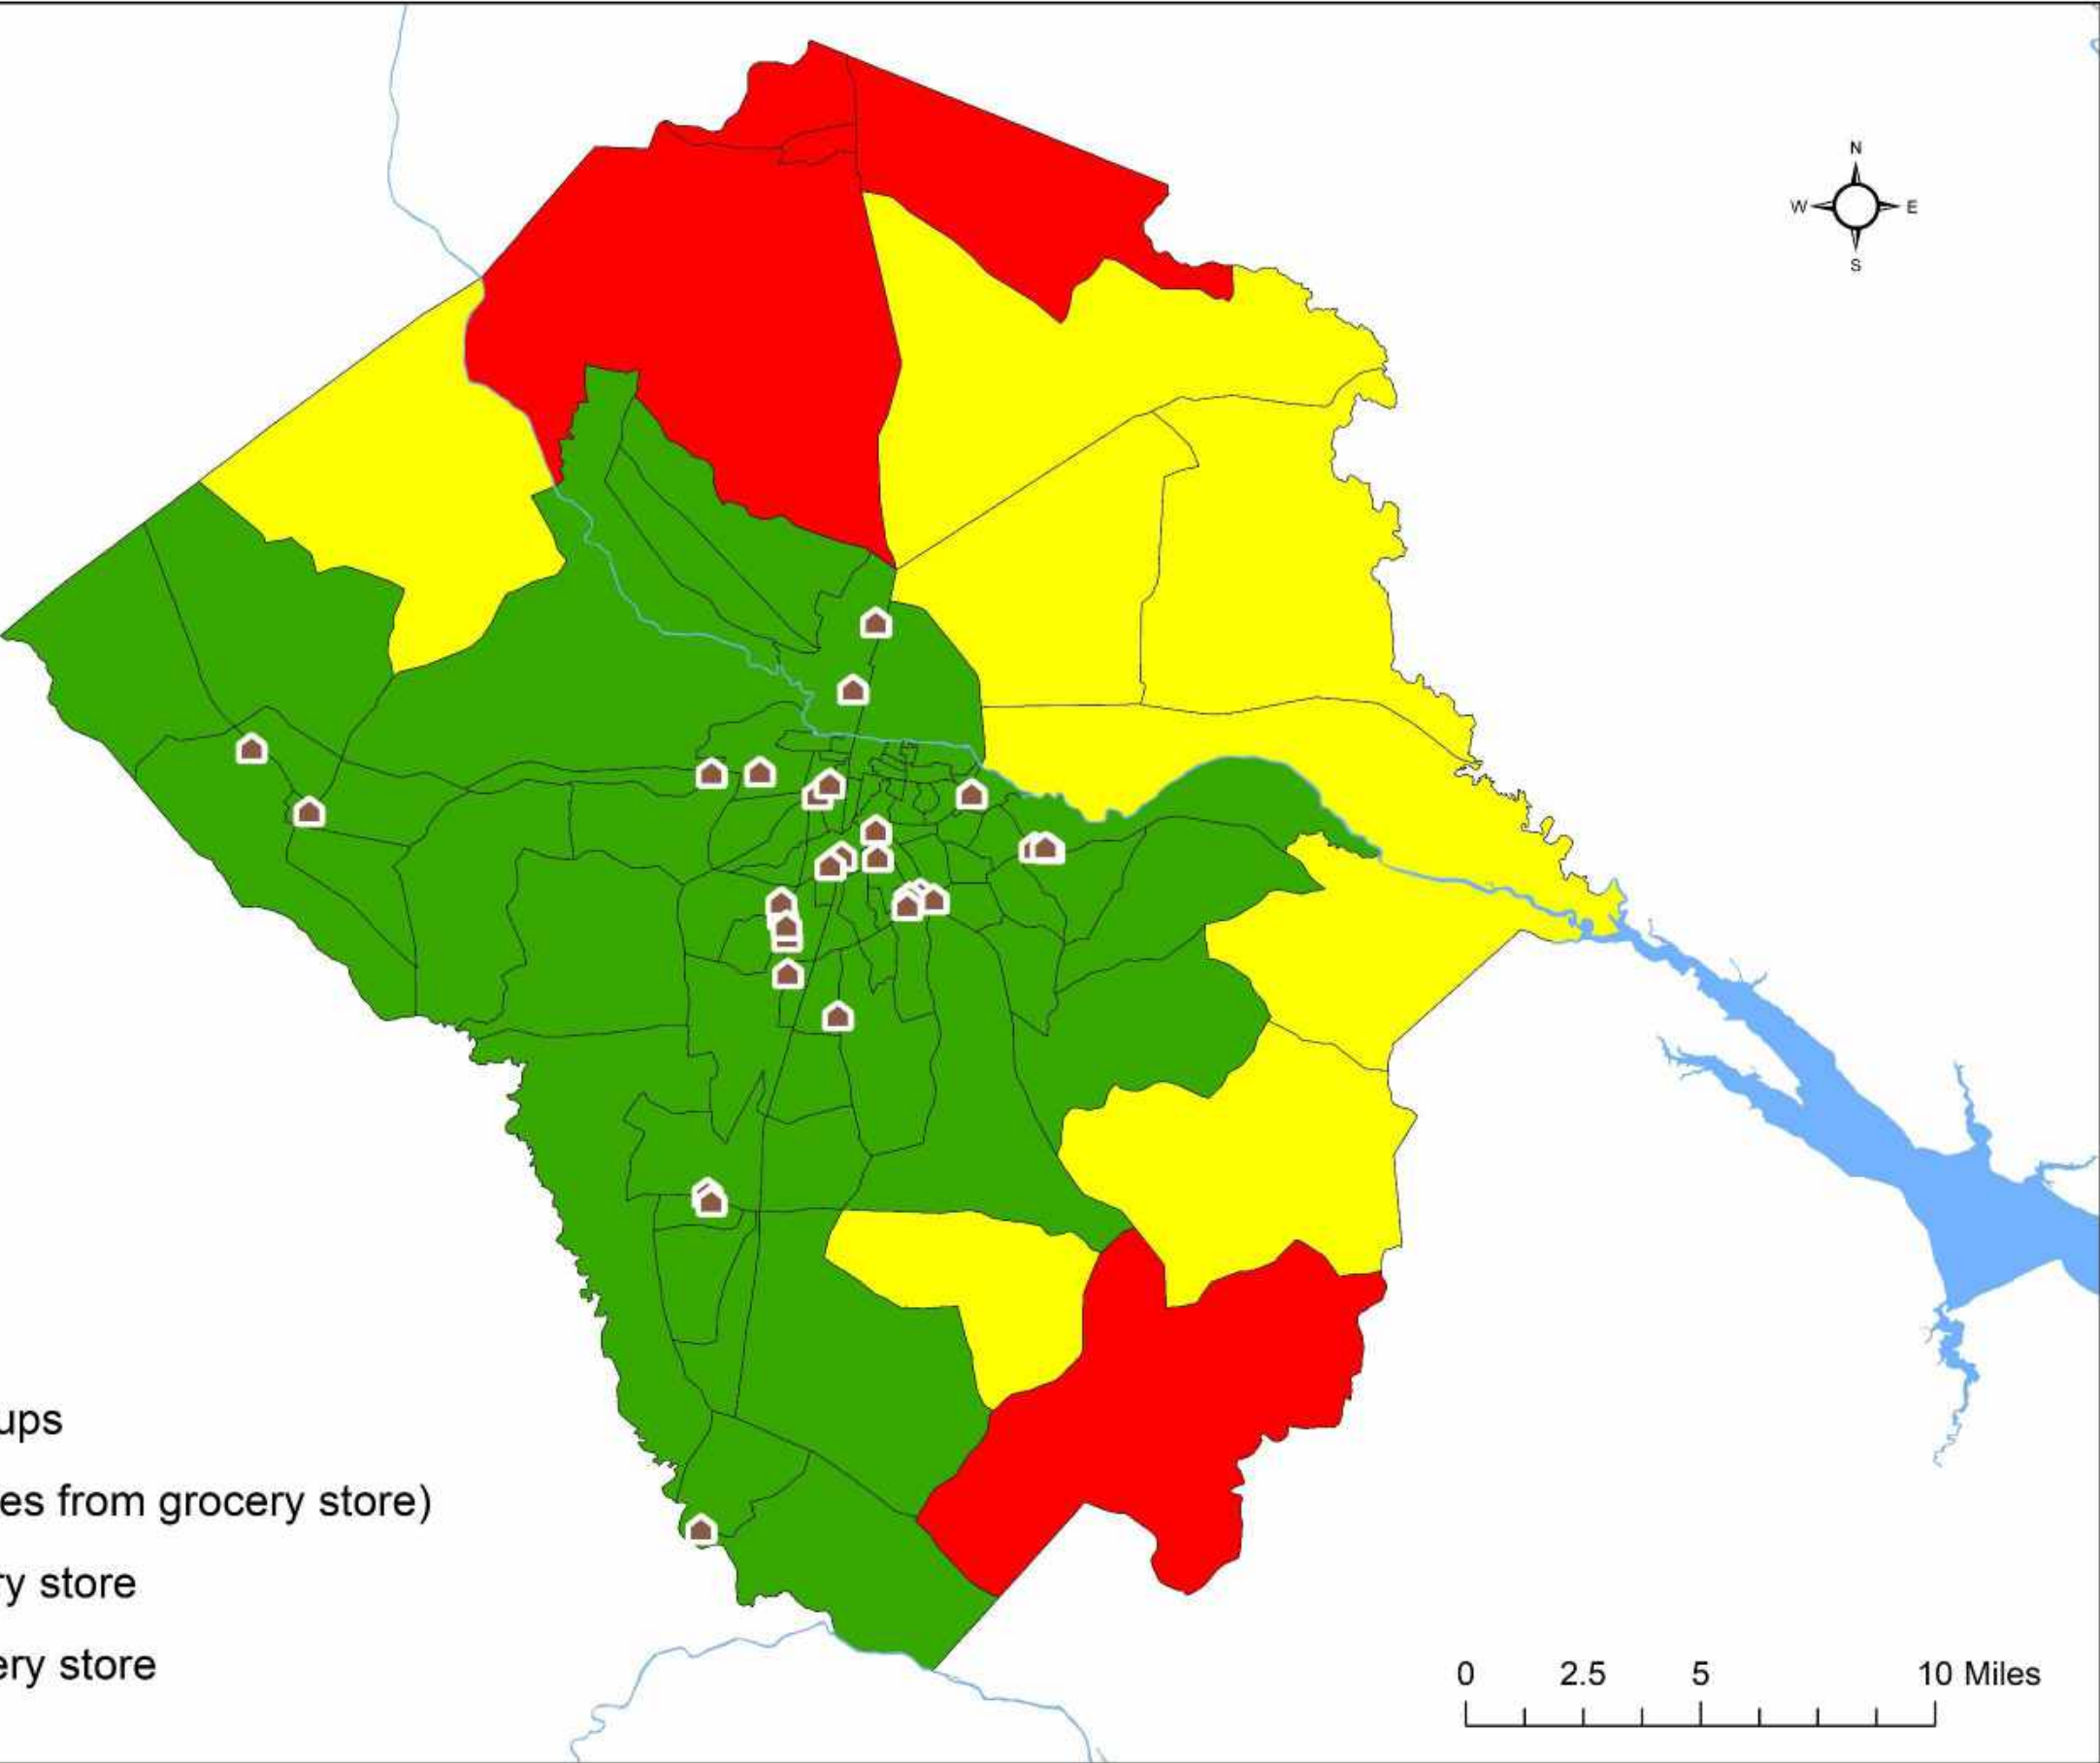 N
W E
S
ups
es from grocery store)
ry store
ery store
0 2.5 5 10 Miles